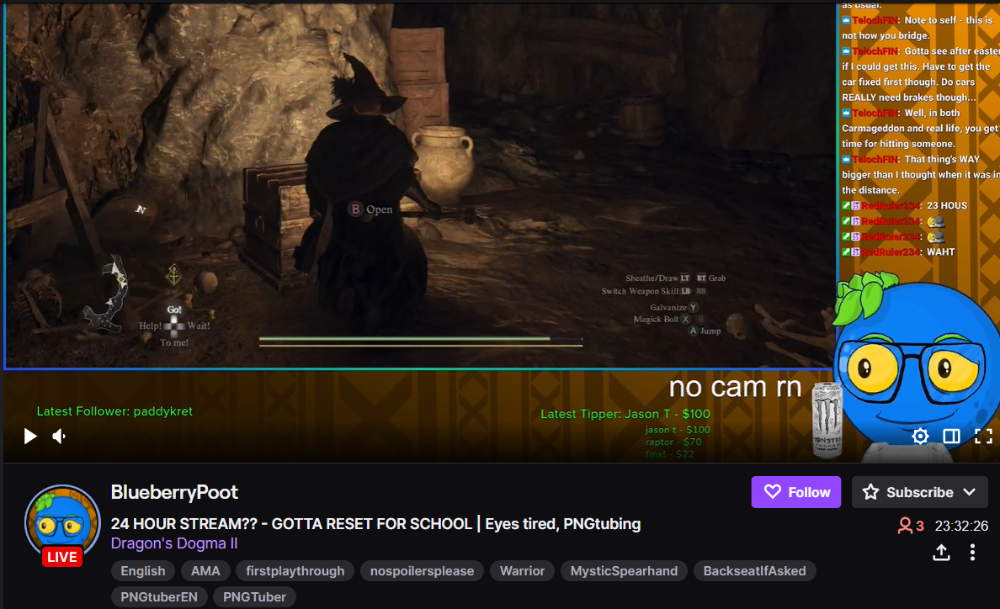 as usual.
TelochFIN: Note to self - this is
not how you bridge.
TelochFIN: Gotta see after easter
if I could get this. Have to get the
car fixed first though. Do cars
REALLY need brakes though...
TelochFIN: Well, in both
Carmageddon and real life, you get
time for hitting someone.
TelochFIN: That thing's WAY
bigger than I thought when it was in
the distance.
RedRuler234: 23 HOUS
RedRuler234:
RedRuler234:
RedRuler234: WAHT
B Open
N
Go!
Help! Wait!
To me!
Sheathe/Draw LT RT Grab
Switch Weapon Skill LB RB
Galvanize Y
Magick Bolt X B
A Jump
no cam rn
Latest Follower: paddykret
Latest Tipper: Jason T - $100
jason t - $100
raptor - $70
fmxl - $22
MONSTER
BlueberryPoot
Follow
Subscribe
24 HOUR STREAM?? - GOTTA RESET FOR SCHOOL | Eyes tired, PNGtubing
3 23:32:26
Dragon's Dogma II
LIVE
English AMA firstplaythrough nospoilersplease Warrior MysticSpearhand BackseatIfAsked
PNGtuberEN PNGTuber